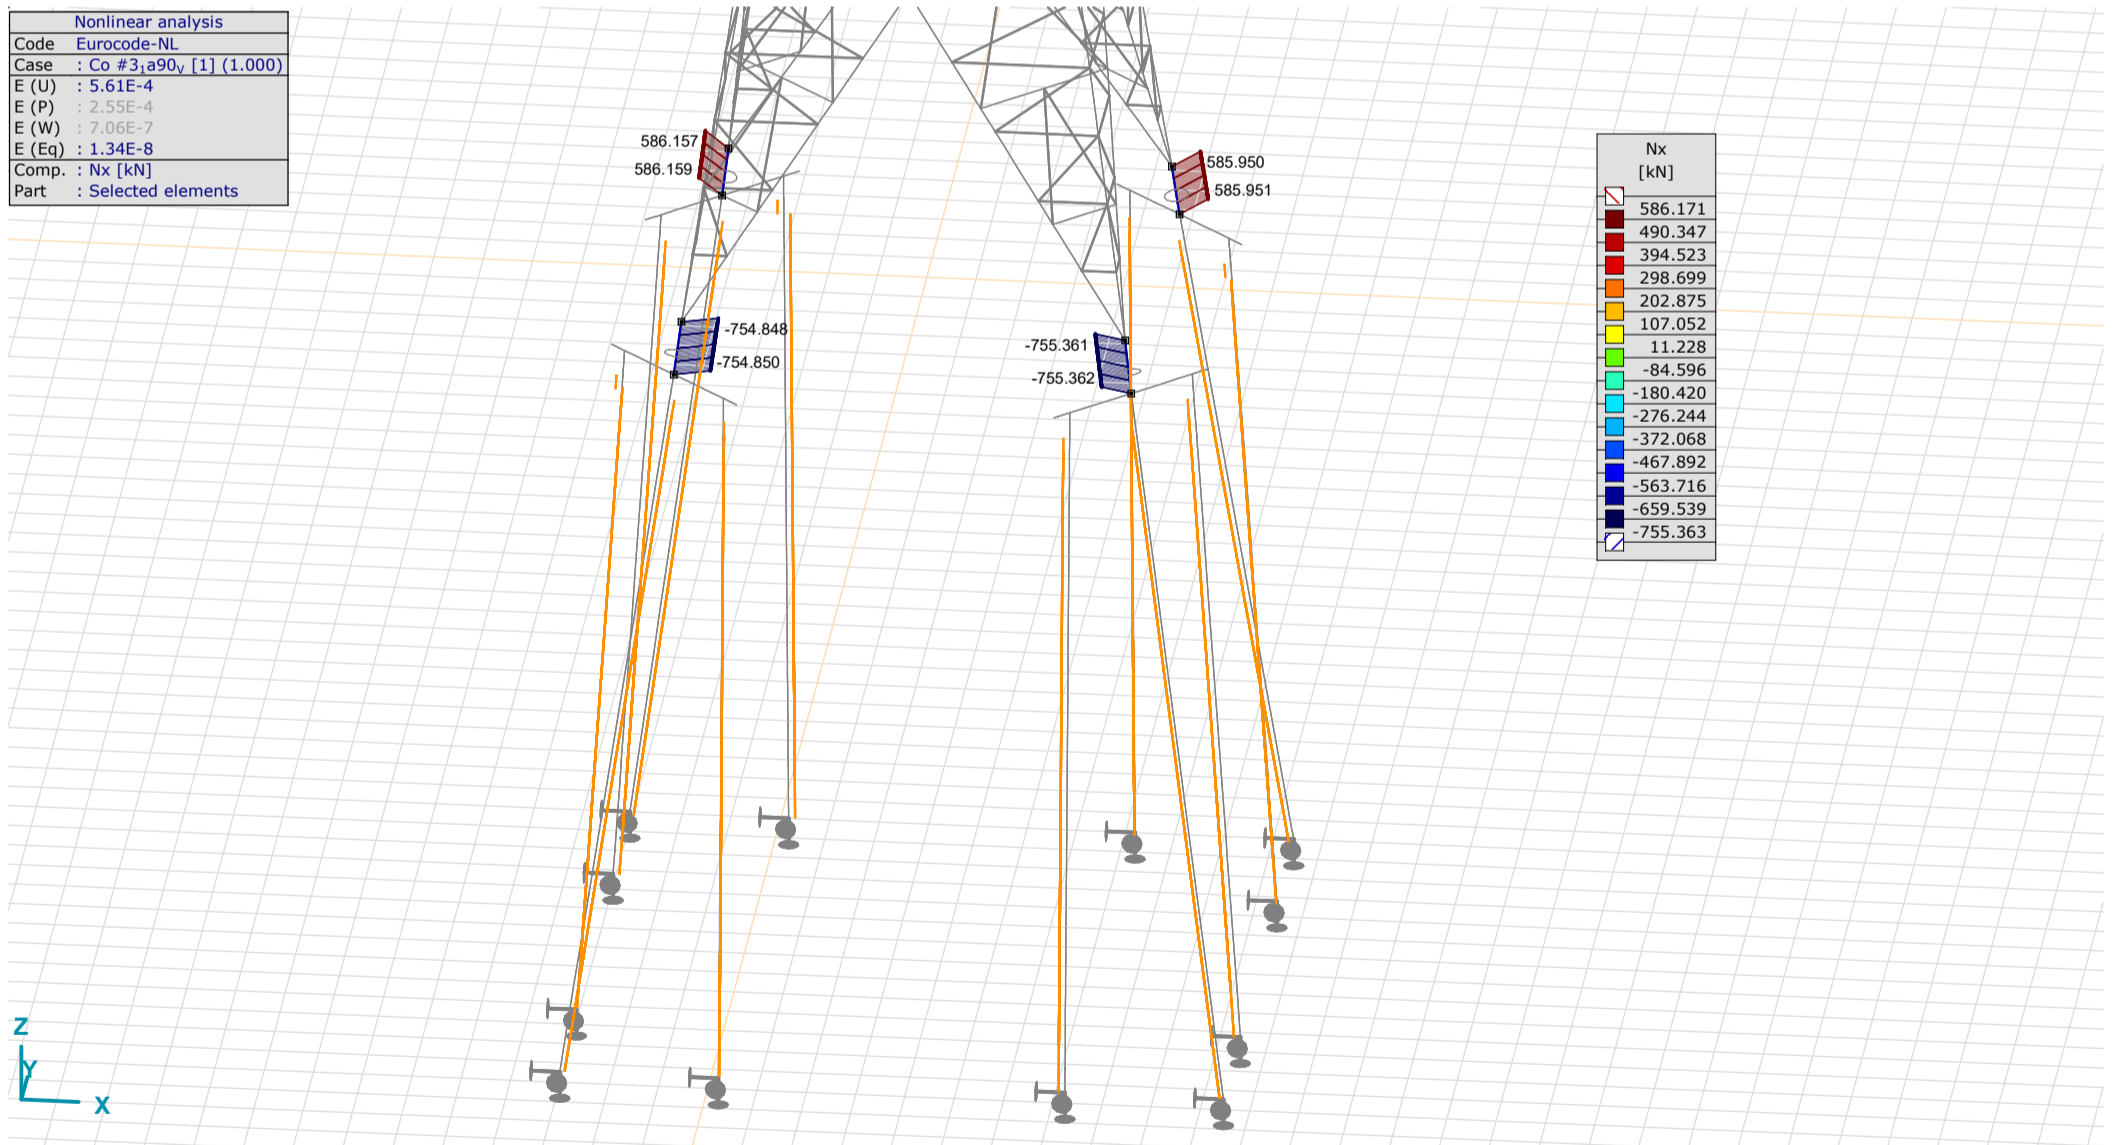 Nonlinear analysis
Code Eurocode-NL
Case : Co #3₁a90ᵥ [1] (1.000)
E (U) : 5.61E-4
E (P) : 2.55E-4
E (W) : 7.06E-7
E (Eq) : 1.34E-8
Comp. : Nx [kN]
Part : Selected elements
586.157
586.159
585.950
585.951
-754.848
-754.850
-755.361
-755.362
Nx
[kN]
586.171
490.347
394.523
298.699
202.875
107.052
11.228
-84.596
-180.420
-276.244
-372.068
-467.892
-563.716
-659.539
-755.363
Z
Y
X